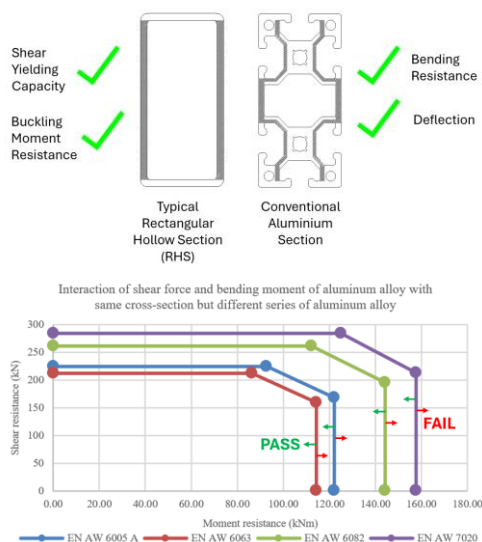 Shear
Yielding
Capacity
Buckling
Moment
Resistance
Bending
Resistance
Deflection
Typical
Rectangular
Hollow Section
(RHS)
Conventional
Aluminium
Section
Interaction of shear force and bending moment of aluminum alloy with
same cross-section but different series of aluminum alloy
Shear resistance (kN)
300
250
200
150
100
50
0
PASS
FAIL
0.00 20.00 40.00 60.00 80.00 100.00 120.00 140.00 160.00 180.00
Moment resistance (kNm)
EN AW 6005 A EN AW 6063 EN AW 6082 EN AW 7020